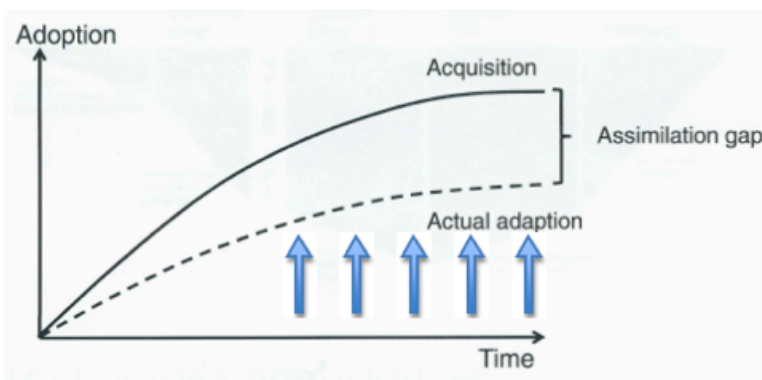 Adoption
Acquisition
Assimilation gap
Actual adaption
Time